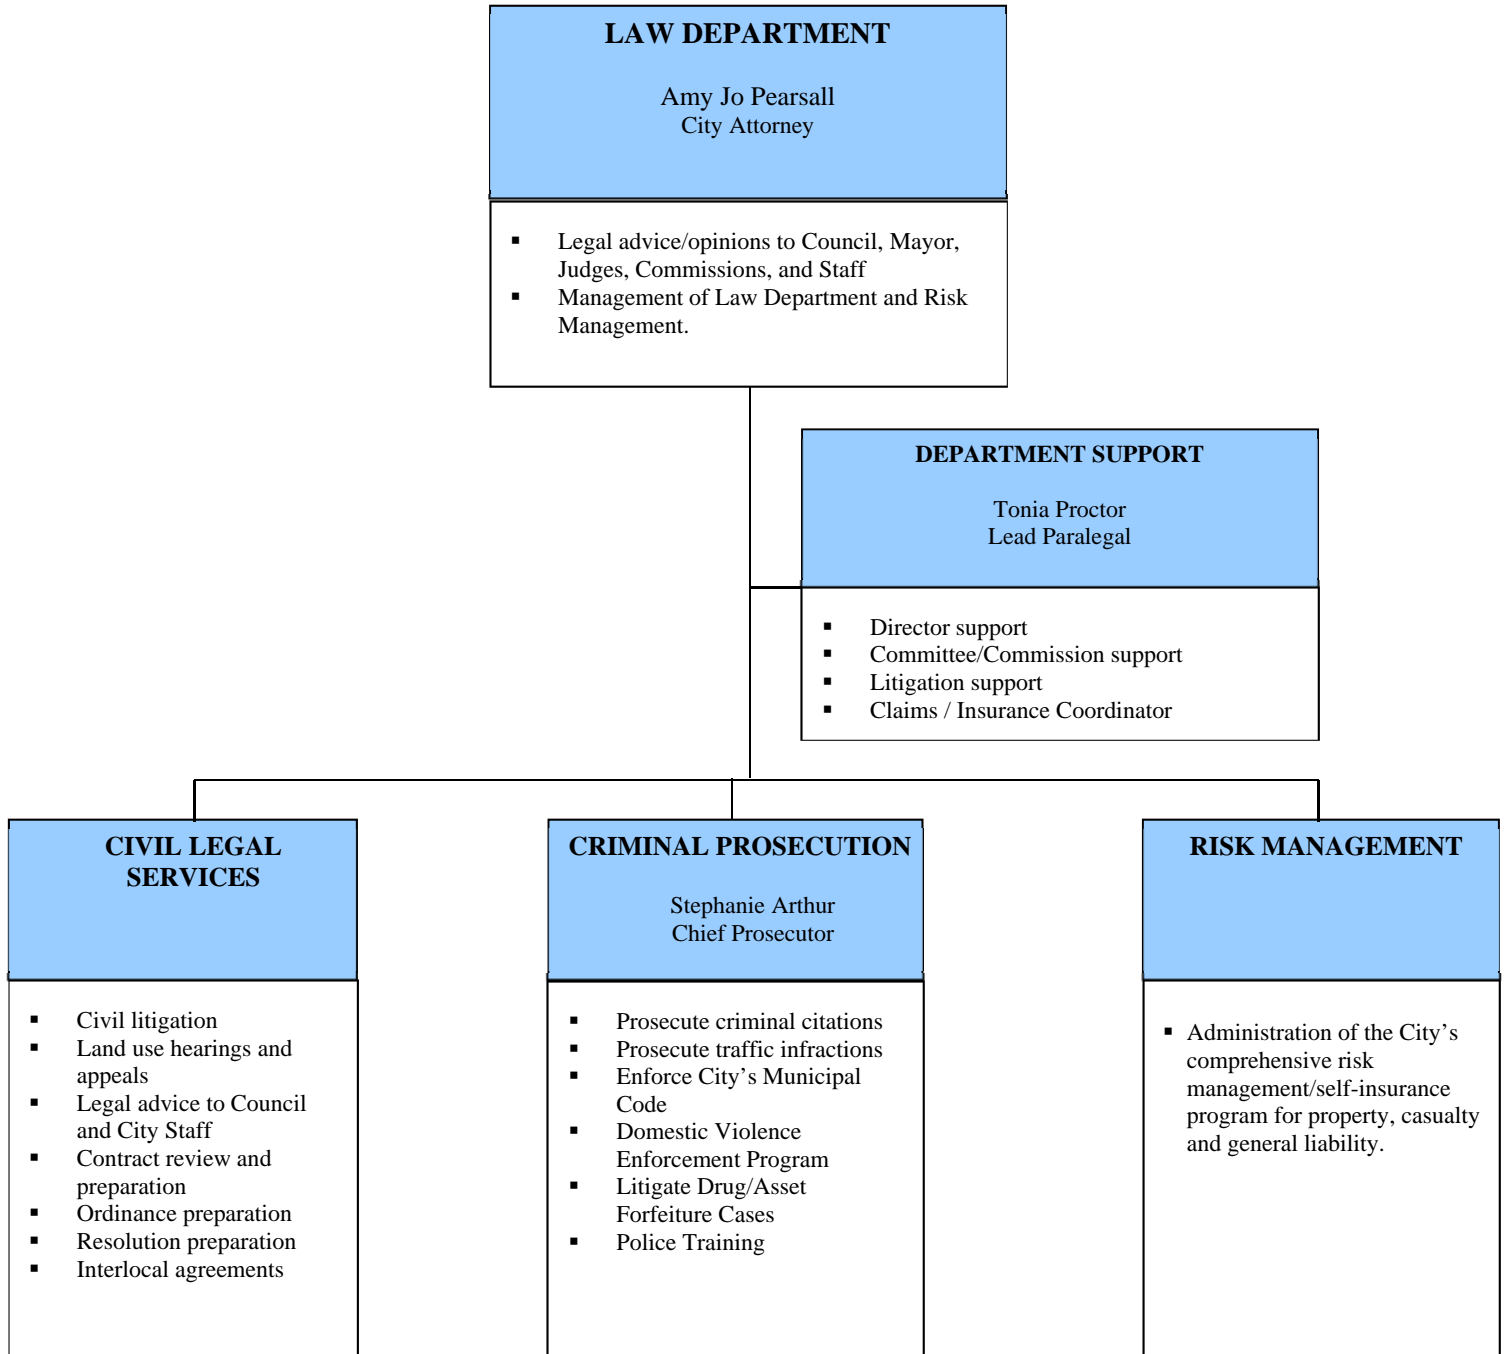 LAW DEPARTMENT
Amy Jo Pearsall
City Attorney
▪ Legal advice/opinions to Council, Mayor,
Judges, Commissions, and Staff
▪ Management of Law Department and Risk
Management.
DEPARTMENT SUPPORT
Tonia Proctor
Lead Paralegal
▪ Director support
▪ Committee/Commission support
▪ Litigation support
▪ Claims / Insurance Coordinator
CIVIL LEGAL
SERVICES
▪ Civil litigation
▪ Land use hearings and
appeals
▪ Legal advice to Council
and City Staff
▪ Contract review and
preparation
▪ Ordinance preparation
▪ Resolution preparation
▪ Interlocal agreements
CRIMINAL PROSECUTION
Stephanie Arthur
Chief Prosecutor
▪ Prosecute criminal citations
▪ Prosecute traffic infractions
▪ Enforce City’s Municipal
Code
▪ Domestic Violence
Enforcement Program
▪ Litigate Drug/Asset
Forfeiture Cases
▪ Police Training
RISK MANAGEMENT
▪ Administration of the City’s
comprehensive risk
management/self-insurance
program for property, casualty
and general liability.